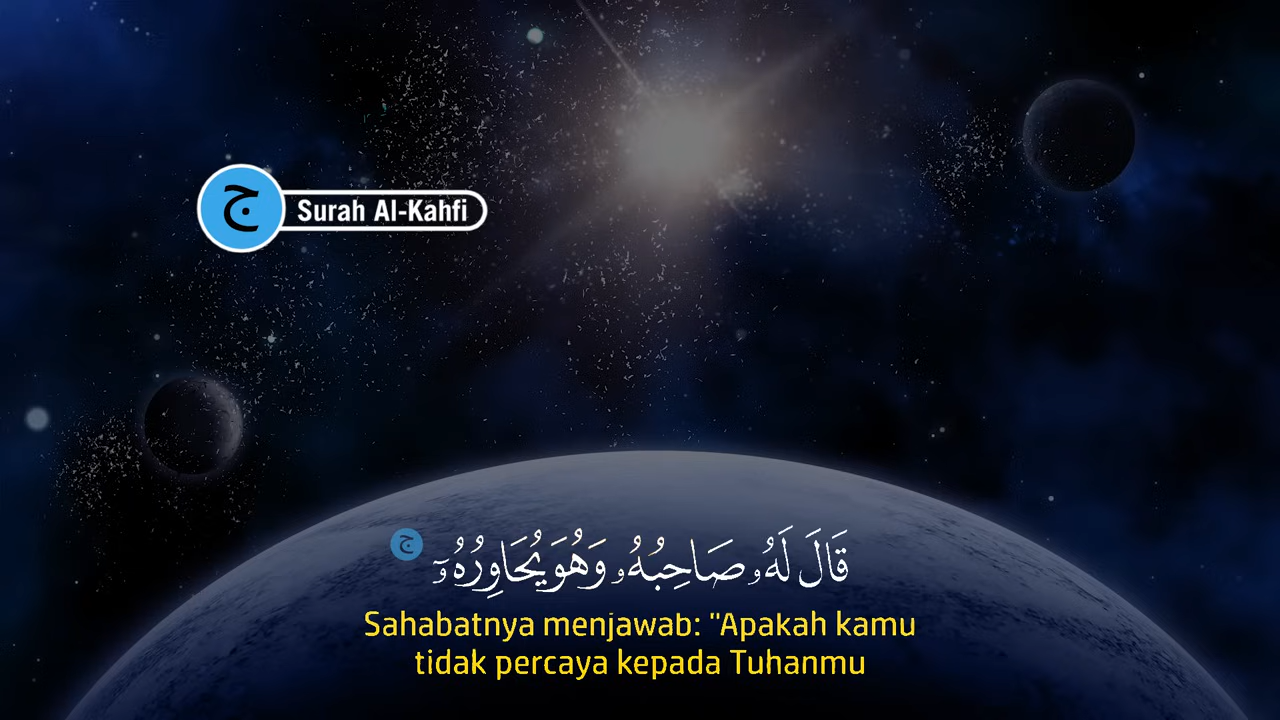 ج
Surah Al-Kahfi
قَالَ لَهُۥ صَاحِبُهُۥ وَهُوَ يُحَاوِرُهُۥٓ ج
Sahabatnya menjawab: "Apakah kamu
tidak percaya kepada Tuhanmu